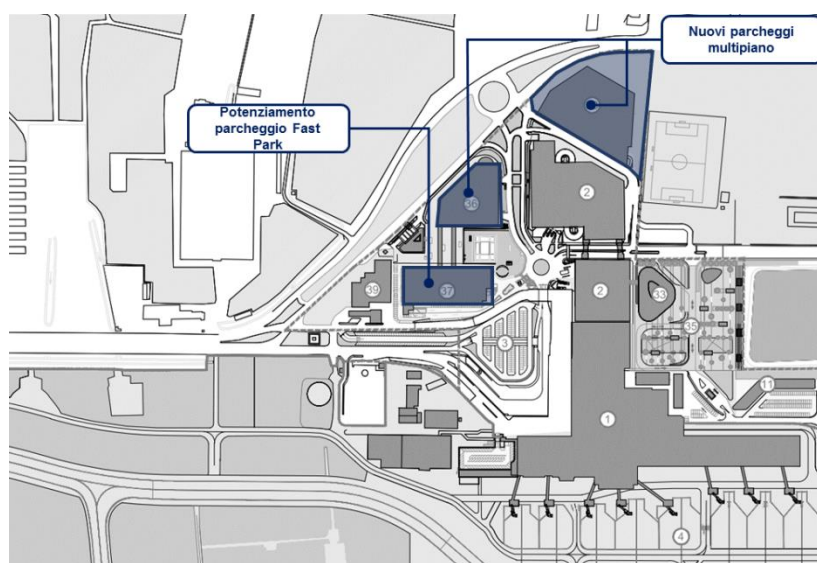 Nuovi parcheggi
multipiano
Potenziamento
parcheggio Fast
Park
2
36
2
39
37
33
35
3
11
1
4